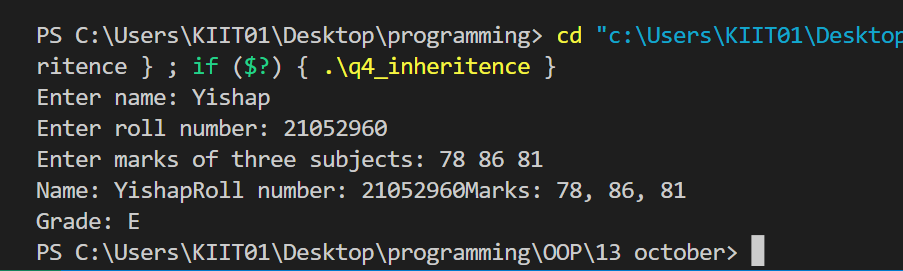 PS C:\Users\KIIT01\Desktop\programming> cd "c:\Users\KIIT01\Desktop
ritence } ; if ($?) { .\q4_inheritence }
Enter name: Yishap
Enter roll number: 21052960
Enter marks of three subjects: 78 86 81
Name: YishapRoll number: 21052960Marks: 78, 86, 81
Grade: E
PS C:\Users\KIIT01\Desktop\programming\OOP\13 october>